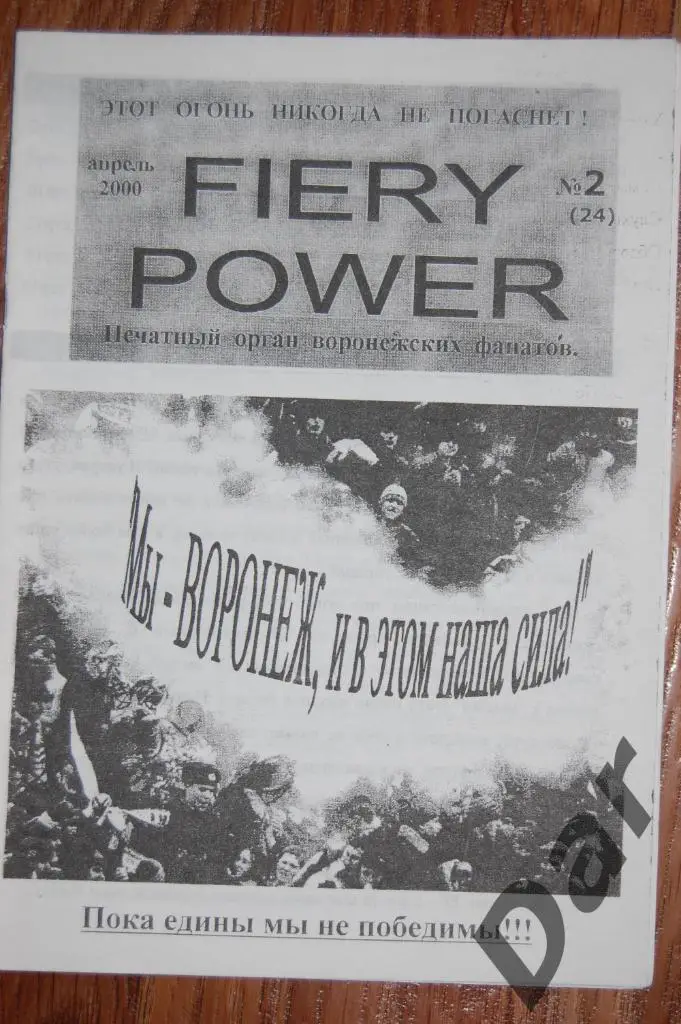 ЭТОТ ОГОНЬ НИКОГДА НЕ ПОГАСНЕТ!
апрель
2000
FIERY
№2
(24)
POWER
Печатный орган воронежских фанатов.
"Мы - ВОРОНЕЖ, и в этом наша сила!"
Пока едины мы не победимы!!!
Dar